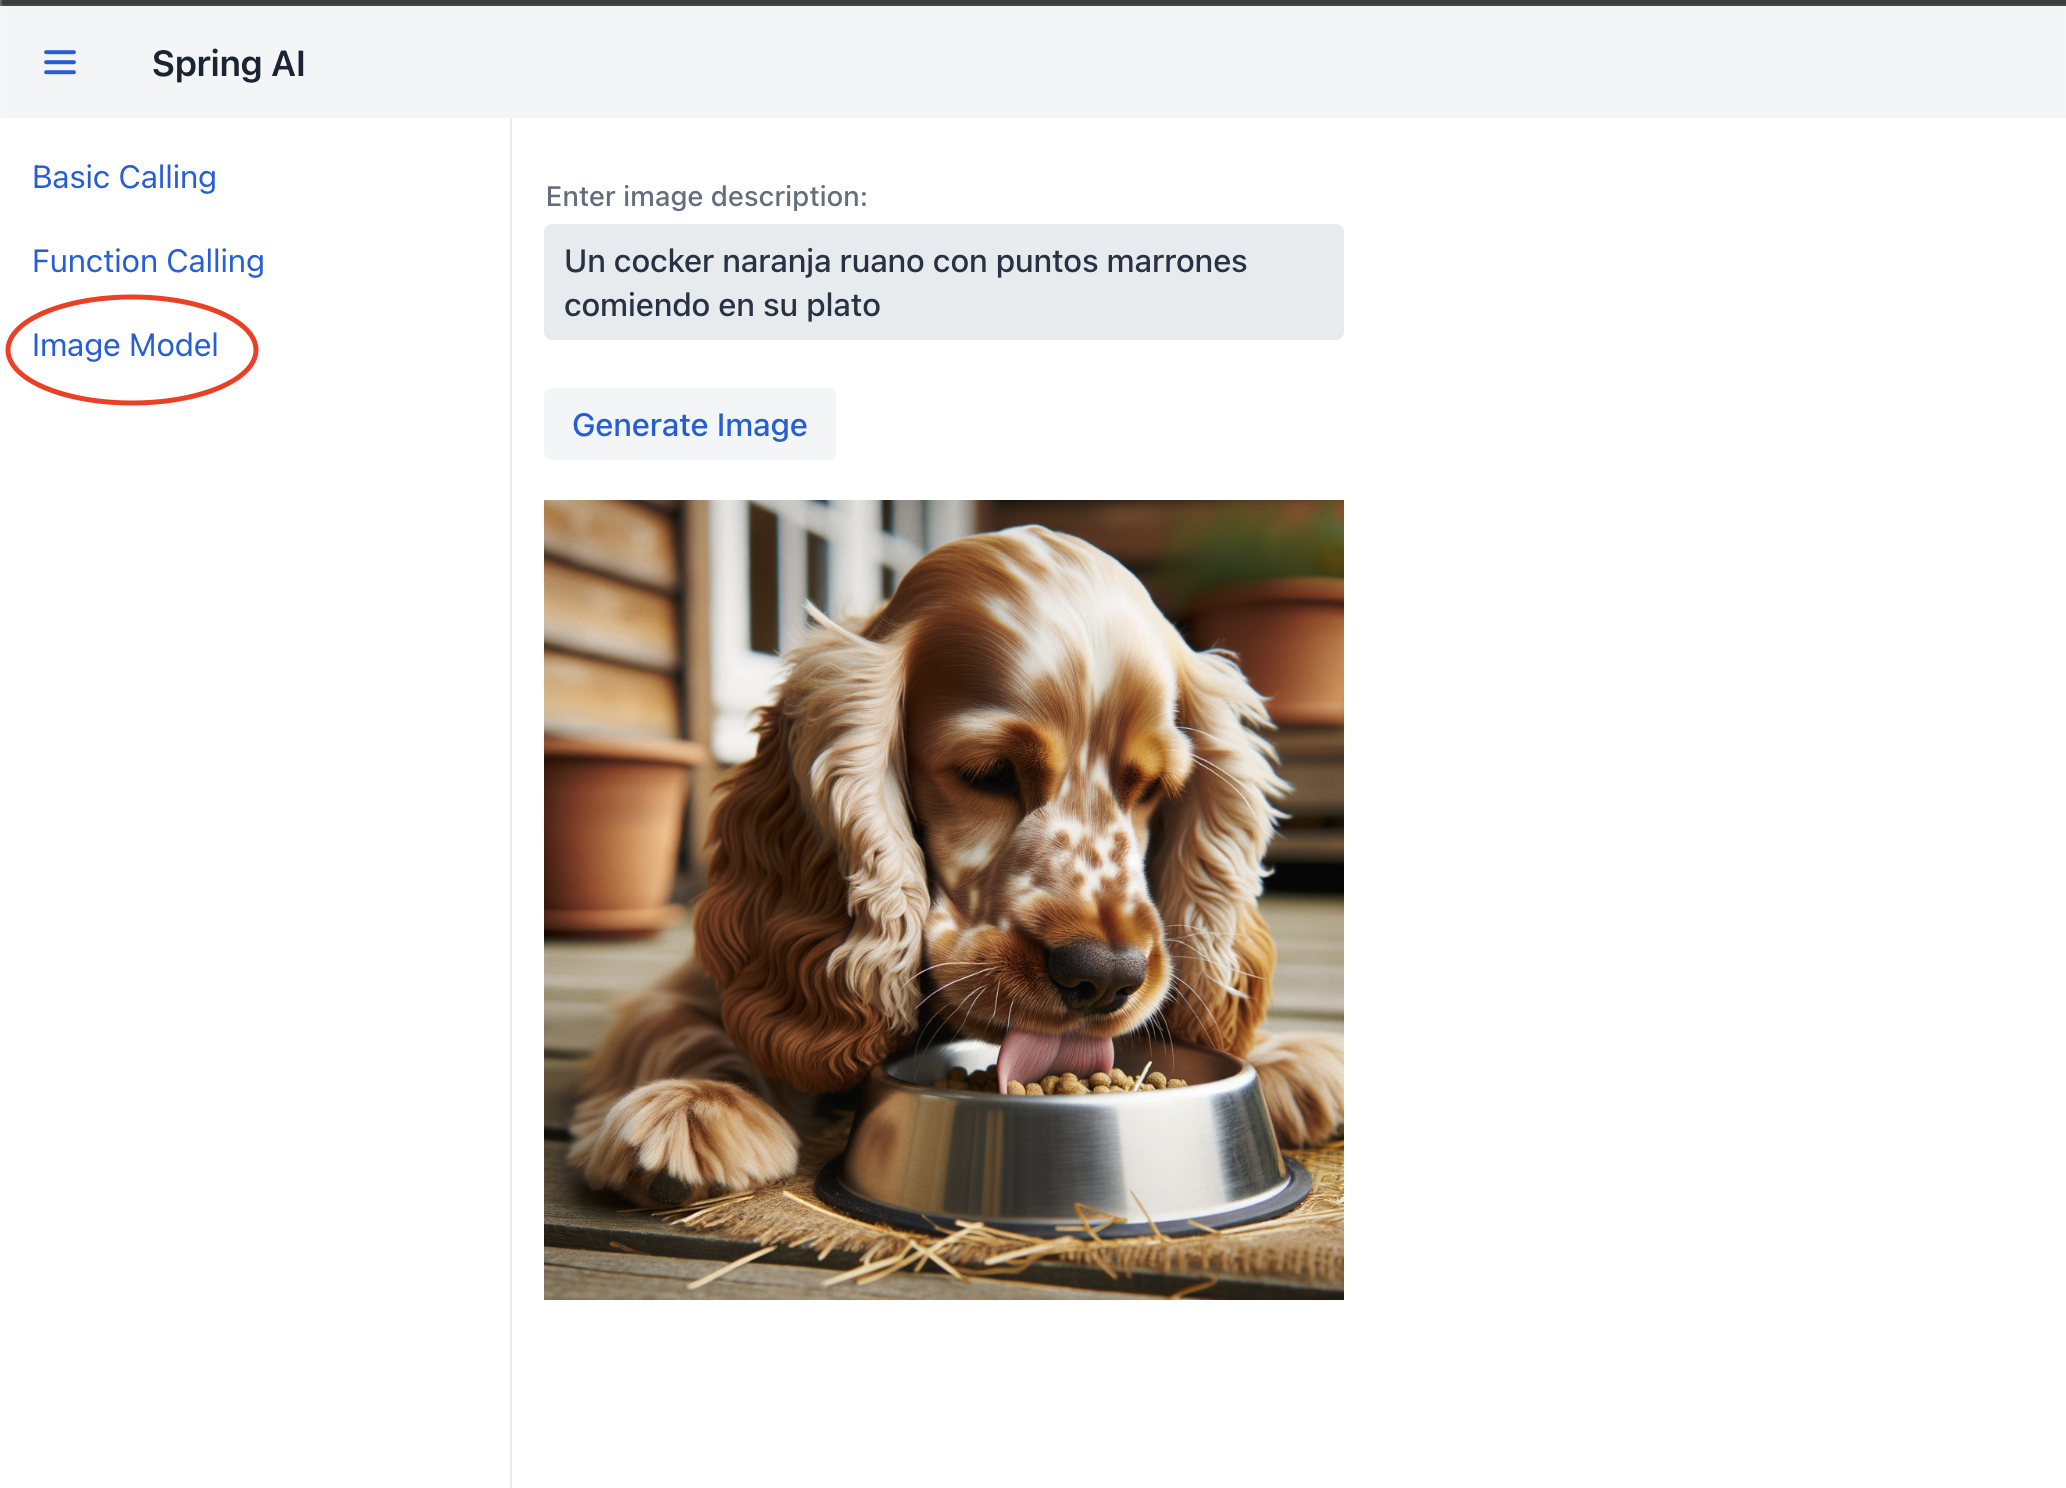 Spring AI
Basic Calling
Function Calling
Image Model
Enter image description:
Un cocker naranja ruano con puntos marrones
comiendo en su plato
Generate Image